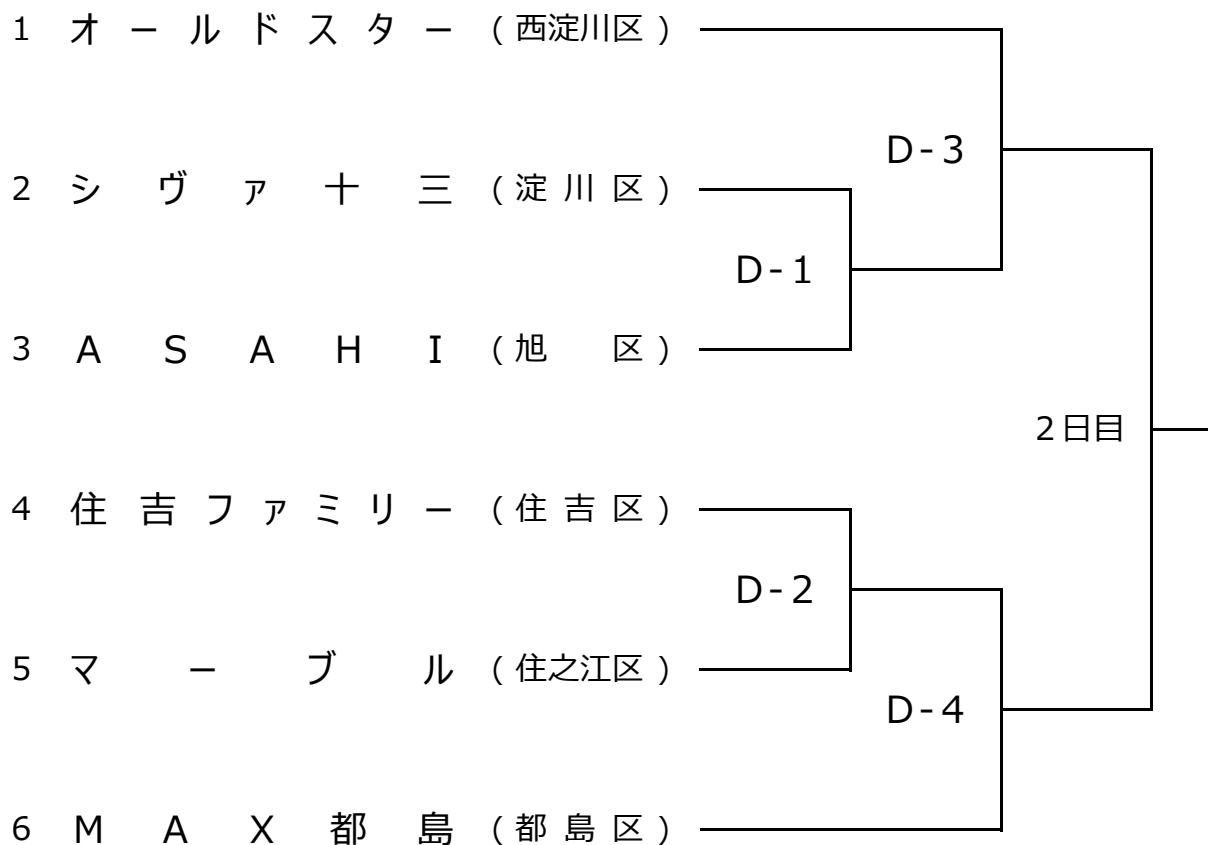 1 オールドスター (西淀川区)
D-3
2 シヴァ十三 (淀川区)
D-1
3 ASAHI (旭区)
2日目
4 住吉ファミリー (住吉区)
D-2
5 マーブル (住之江区)
D-4
6 MAX都島 (都島区)